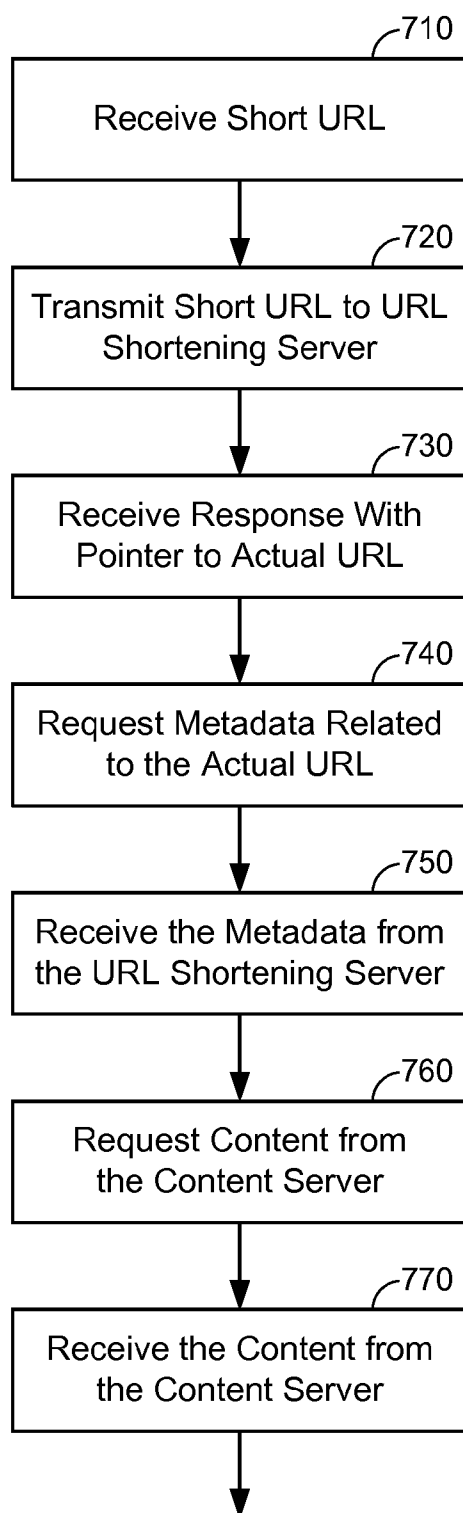 710
Receive Short URL
720
Transmit Short URL to URL
Shortening Server
730
Receive Response With
Pointer to Actual URL
740
Request Metadata Related
to the Actual URL
750
Receive the Metadata from
the URL Shortening Server
760
Request Content from
the Content Server
770
Receive the Content from
the Content Server